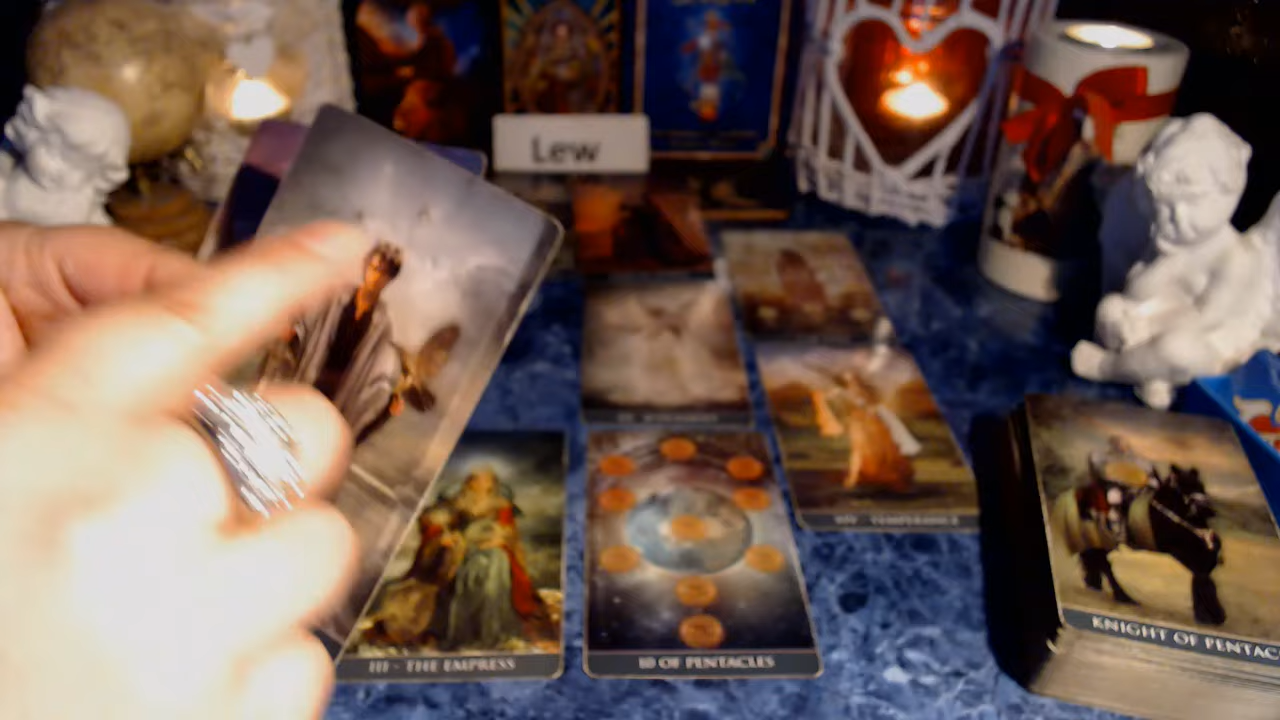 Lew
XIV - TEMPERANCE
III - THE EMPRESS
10 OF PENTACLES
KNIGHT OF PENTAC